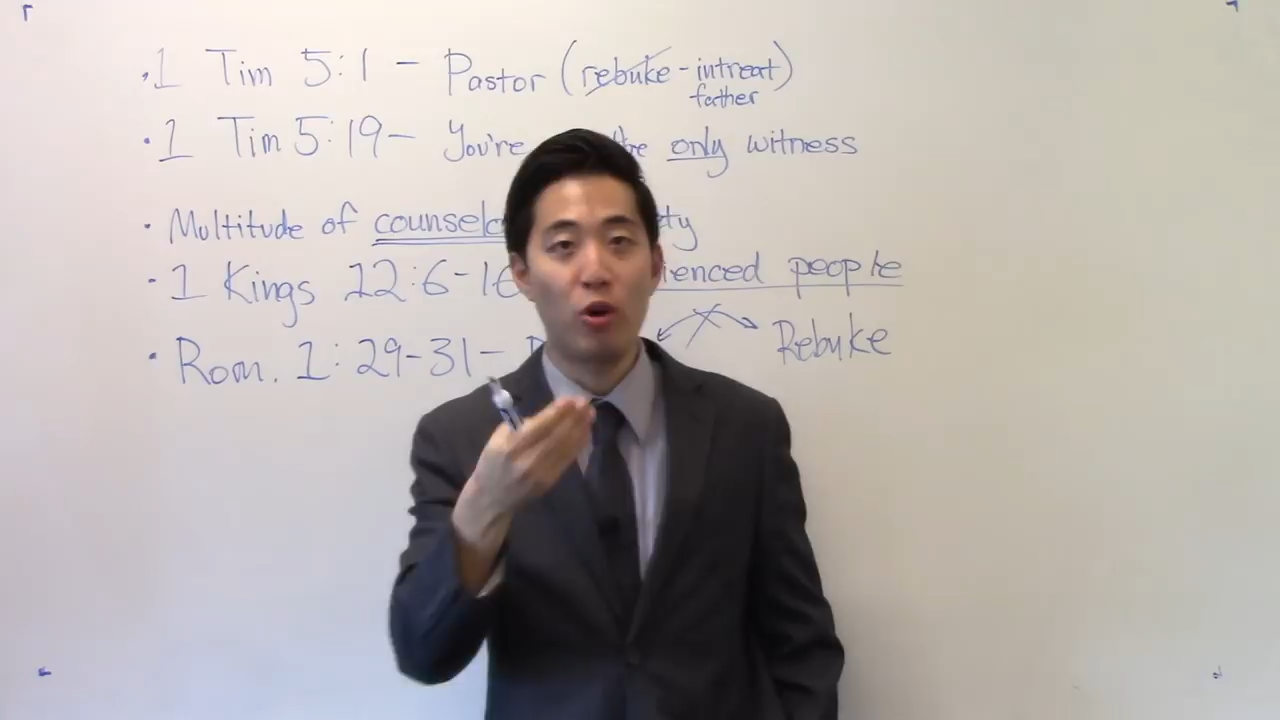 ·1 Tim 5:1 - Pastor (rebuke - intreat)
father
· 1 Tim 5:19 - You're only witness
· Multitude of
· 1 Kings 22:6-16 people
· Rom. 1:29-31 - Rebuke